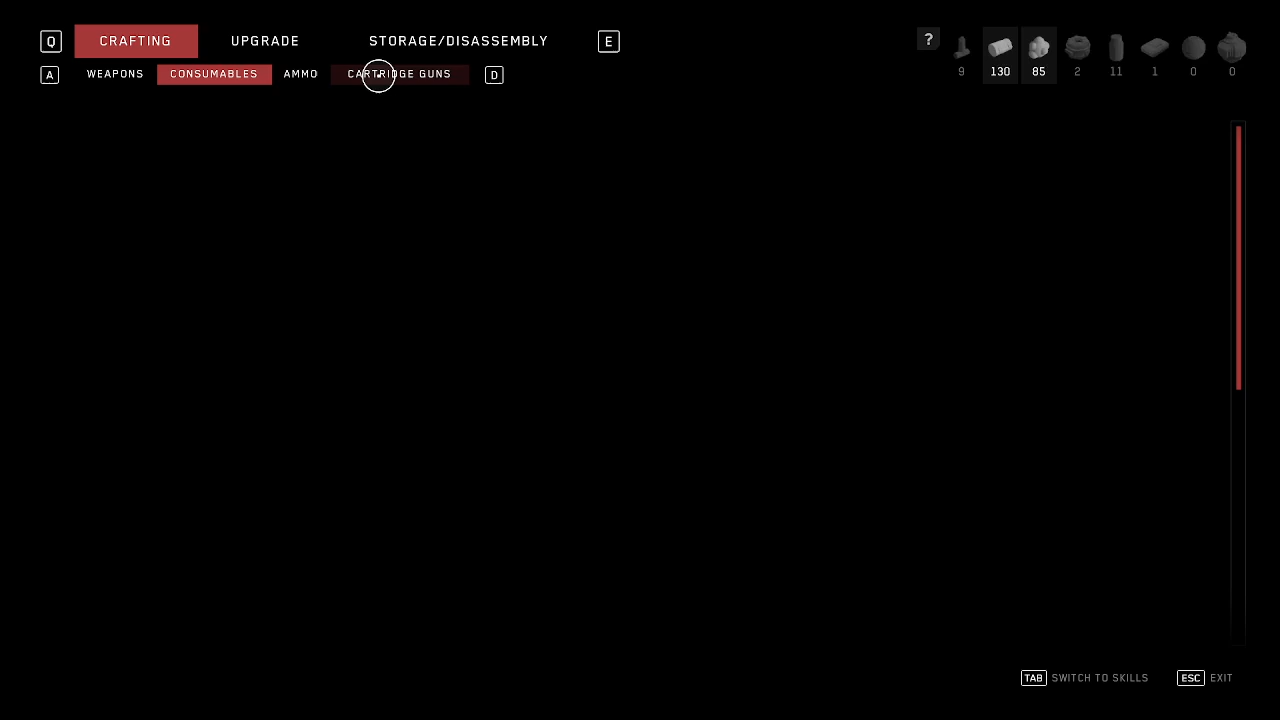 Q CRAFTING UPGRADE STORAGE/DISASSEMBLY E ?
A WEAPONS CONSUMABLES AMMO CARTRIDGE GUNS D
9 130 85 2 11 1 0 0
TAB SWITCH TO SKILLS ESC EXIT